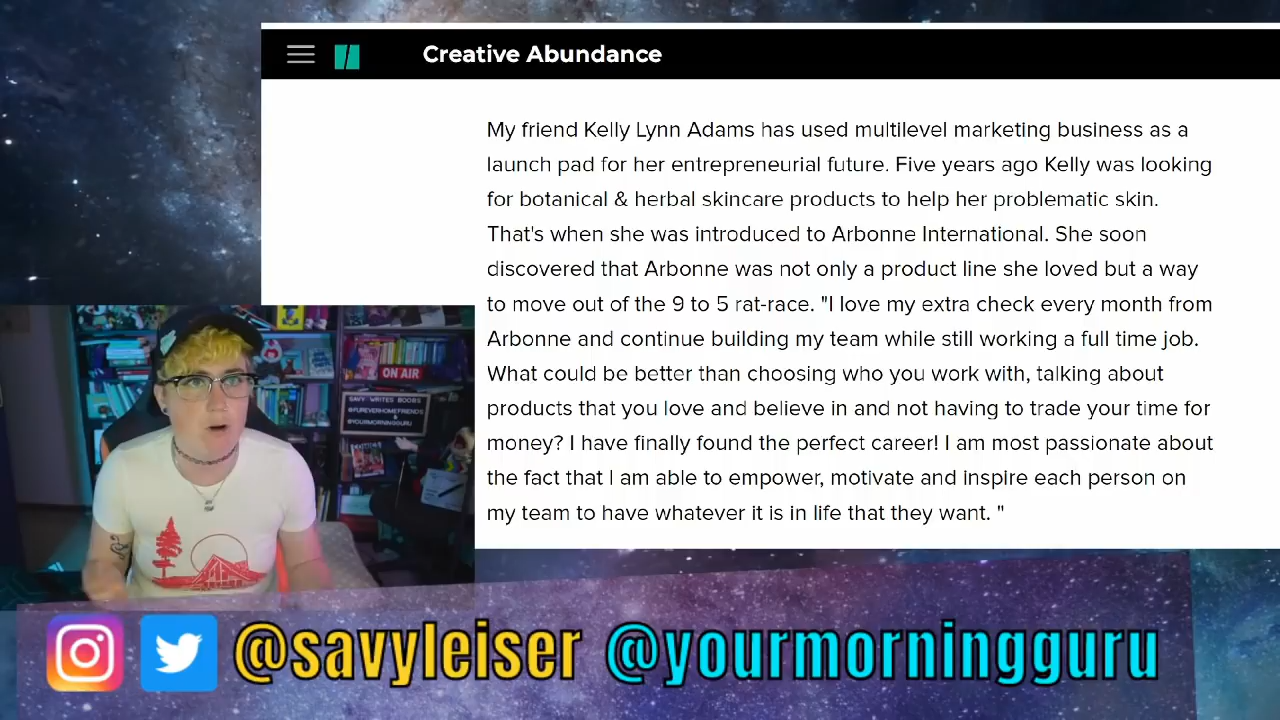 Creative Abundance
My friend Kelly Lynn Adams has used multilevel marketing business as a
launch pad for her entrepreneurial future. Five years ago Kelly was looking
for botanical & herbal skincare products to help her problematic skin.
That's when she was introduced to Arbonne International. She soon
discovered that Arbonne was not only a product line she loved but a way
to move out of the 9 to 5 rat-race. "I love my extra check every month from
Arbonne and continue building my team while still working a full time job.
What could be better than choosing who you work with, talking about
products that you love and believe in and not having to trade your time for
money? I have finally found the perfect career! I am most passionate about
the fact that I am able to empower, motivate and inspire each person on
my team to have whatever it is in life that they want. "
ON AIR
SAVY WRITES BOOBS
@FUREVERHOMEFRIENDS
&
@YOURMORNINGGURU
@savyleiser @yourmorningguru